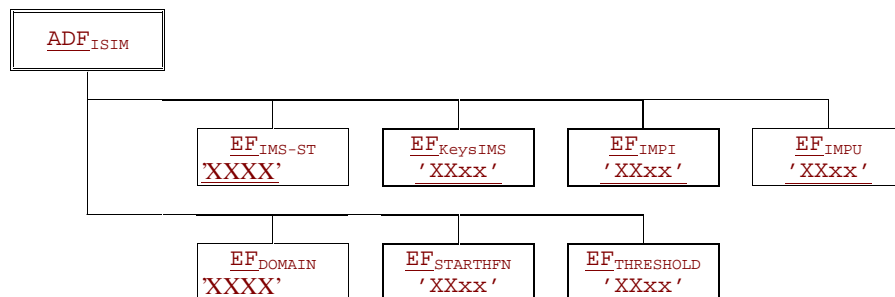 ADFISIM
EFIMS-ST
'XXXX’
EFKeysIMS
'XXxx'
EFIMPI
'XXxx'
EFIMPU
'XXxx'
EFDOMAIN
’XXXX’
EFSTARTHFN
'XXxx'
EFTHRESHOLD
'XXxx'